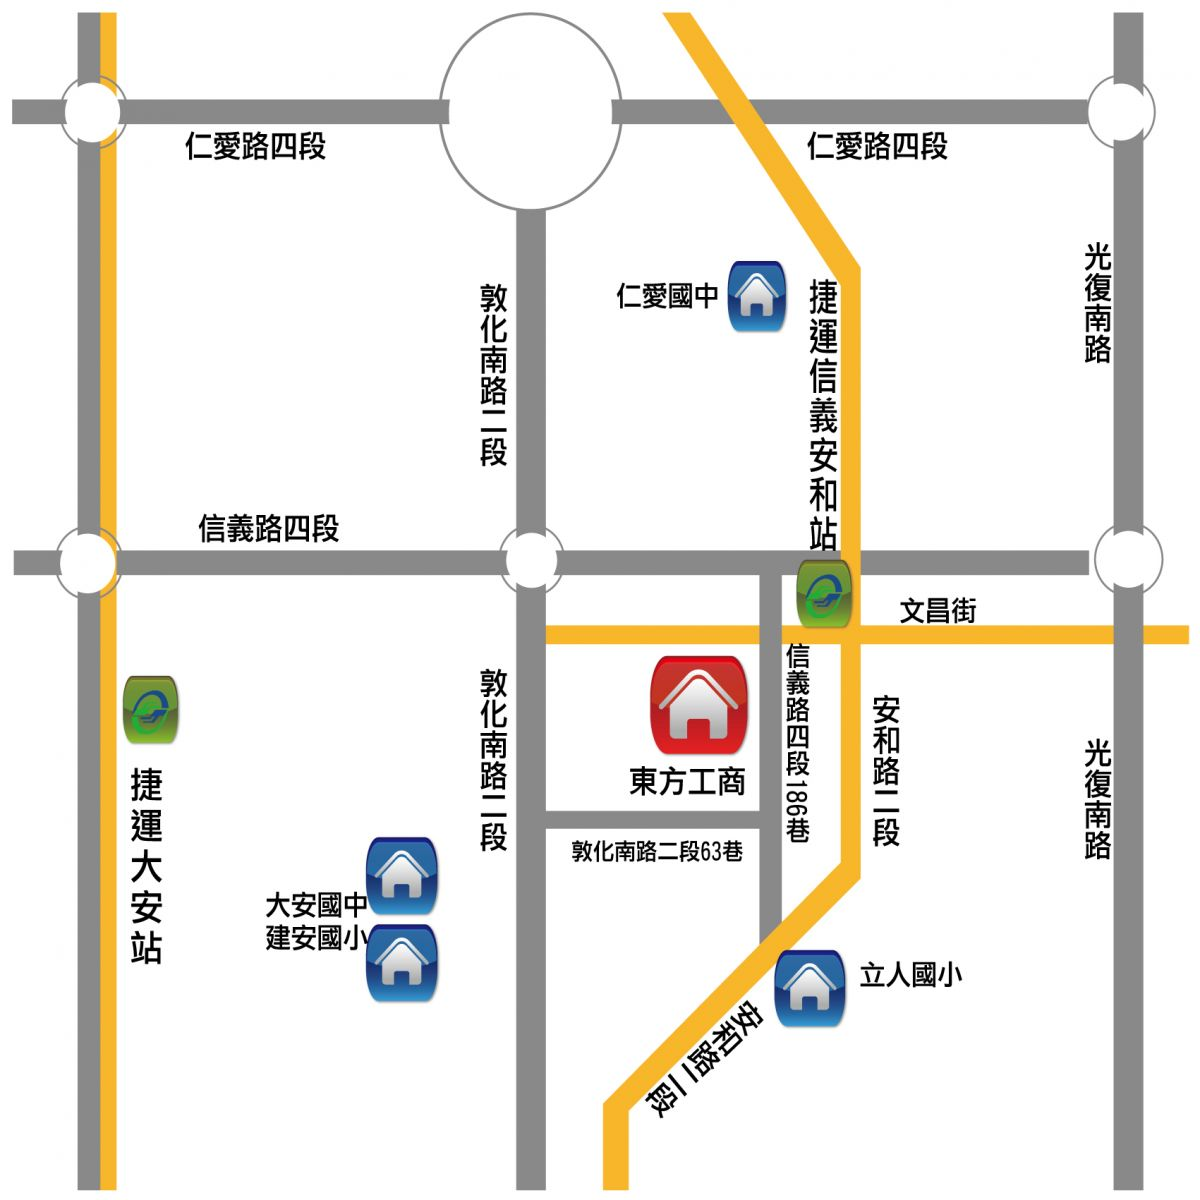 仁愛路四段
仁愛路四段
光復南路
仁愛國中
捷運信義安和站
敦化南路二段
信義路四段
文昌街
信義路四段186巷
敦化南路二段
安和路二段
光復南路
東方工商
捷運大安站
敦化南路二段63巷
大安國中
建安國小
立人國小
安和路二段